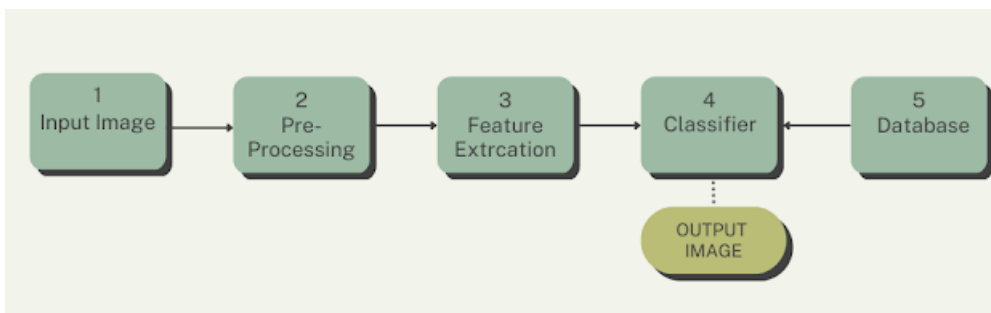 1
Input Image
2
Pre-
Processing
3
Feature
Extrcation
4
Classifier
5
Database
OUTPUT
IMAGE